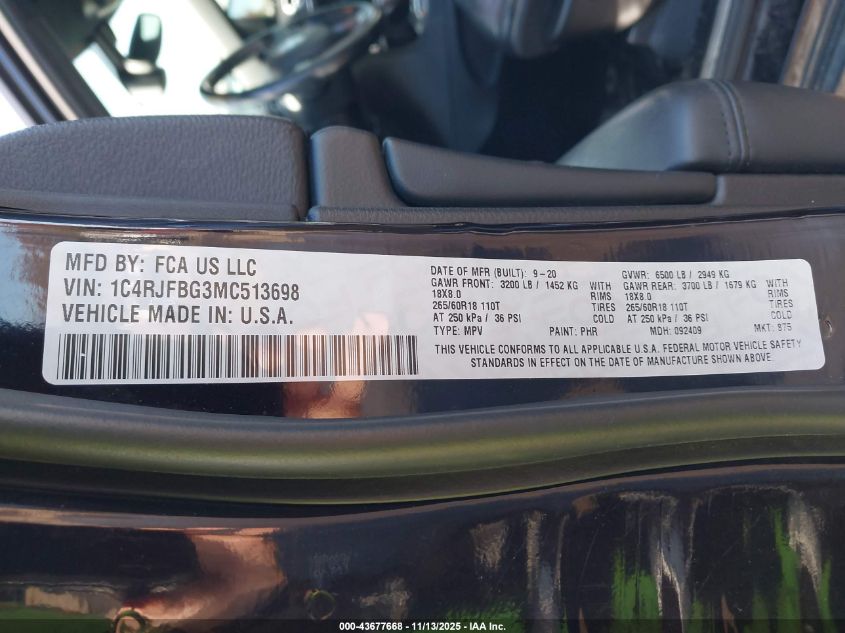 MFD BY: FCA US LLC
VIN: 1C4RJFBG3MC513698
VEHICLE MADE IN: U.S.A.
DATE OF MFR (BUILT): 9-20 GVWR: 6500 LB / 2949 KG
GAWR FRONT: 3200 LB / 1452 KG WITH GAWR REAR: 3700 LB / 1679 KG WITH
18X8.0 RIMS 18X8.0 RIMS
265/60R18 110T TIRES 265/60R18 110T TIRES
AT 250 kPa / 36 PSI COLD AT 250 kPa / 36 PSI COLD
TYPE: MPV PAINT: PHR MDH: 092409 MKT: 875
THIS VEHICLE CONFORMS TO ALL APPLICABLE U.S.A. FEDERAL MOTOR VEHICLE SAFETY
STANDARDS IN EFFECT ON THE DATE OF MANUFACTURE SHOWN ABOVE.
000-43677668 - 11/13/2025 - IAA Inc.